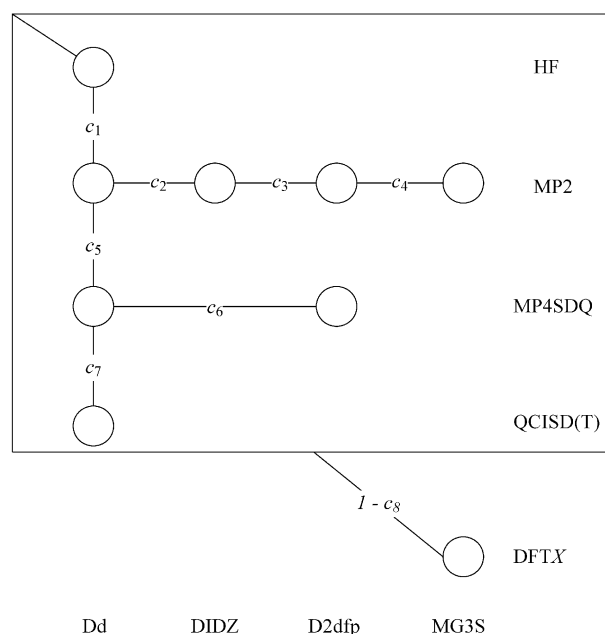 HF
c₁
c₂ c₃ c₄ MP2
c₅
c₆ MP4SDQ
c₇
QCISD(T)
1 - c₈
DFTX
Dd DIDZ D2dfp MG3S